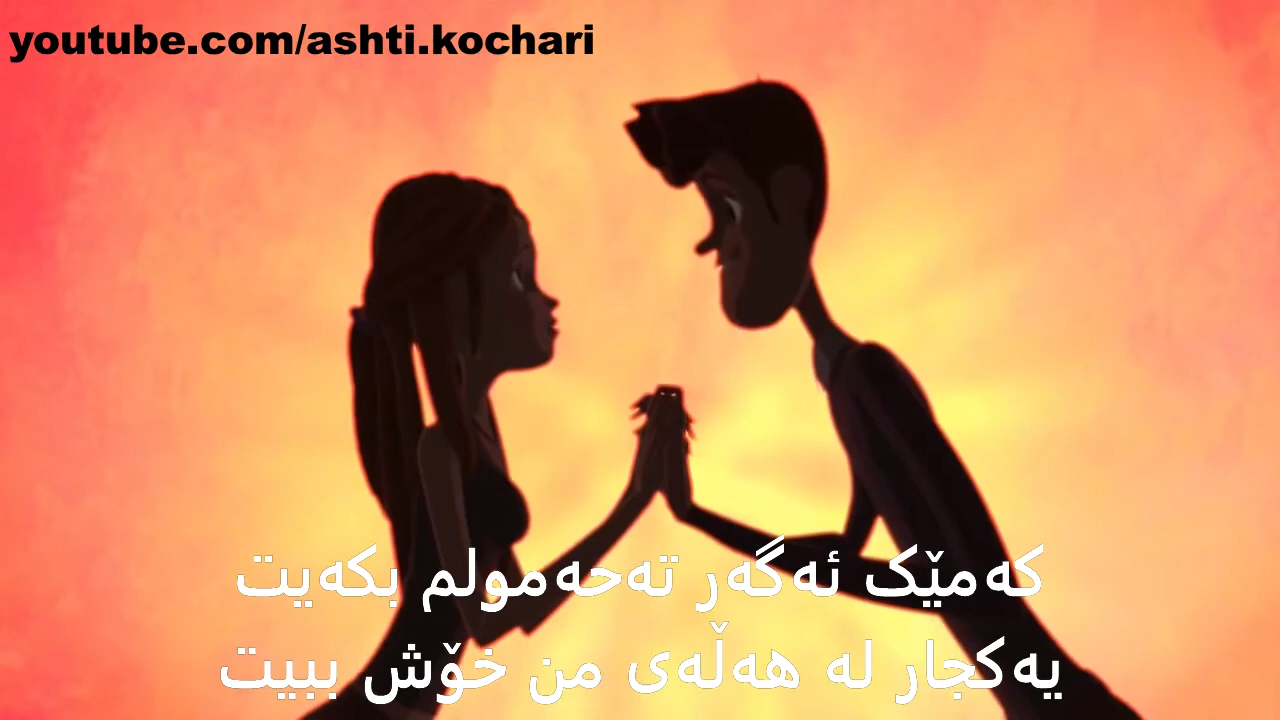 youtube.com/ashti.kochari
کەمێک ئەگەر تەحەمولم بکەیت
یەکجار لە هەڵەی من خۆش ببیت